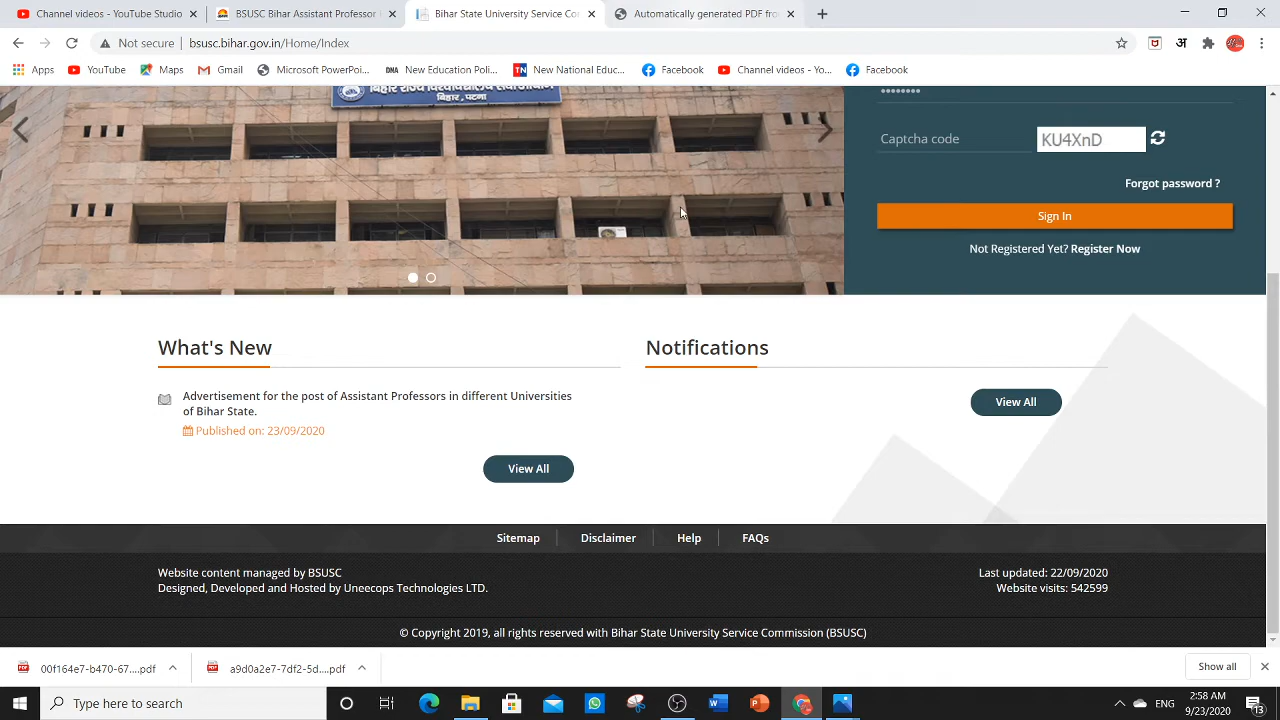 Channel videos - YouTube Studio
BSUSC Bihar Assistant Professor
Bihar State University Service Co
Automatically generated PDF fro
Not secure | bsusc.bihar.gov.in/Home/Index
अ
Apps
YouTube
Maps
Gmail
Microsoft PowerPoi...
DNA New Education Poli...
TN New National Educ...
Facebook
Channel videos - Yo...
Facebook
बिहार, पटना
Captcha code
KU4XnD
Forgot password ?
Sign In
Not Registered Yet? Register Now
What's New
Advertisement for the post of Assistant Professors in different Universities
of Bihar State.
Published on: 23/09/2020
View All
Notifications
View All
Sitemap
Disclaimer
Help
FAQs
Website content managed by BSUSC
Designed, Developed and Hosted by Uneecops Technologies LTD.
Last updated: 22/09/2020
Website visits: 542599
© Copyright 2019, all rights reserved with Bihar State University Service Commission (BSUSC)
00f164e7-b470-67....pdf
a9d0a2e7-7df2-5d....pdf
Show all
Type here to search
ENG
2:58 AM
9/23/2020
13